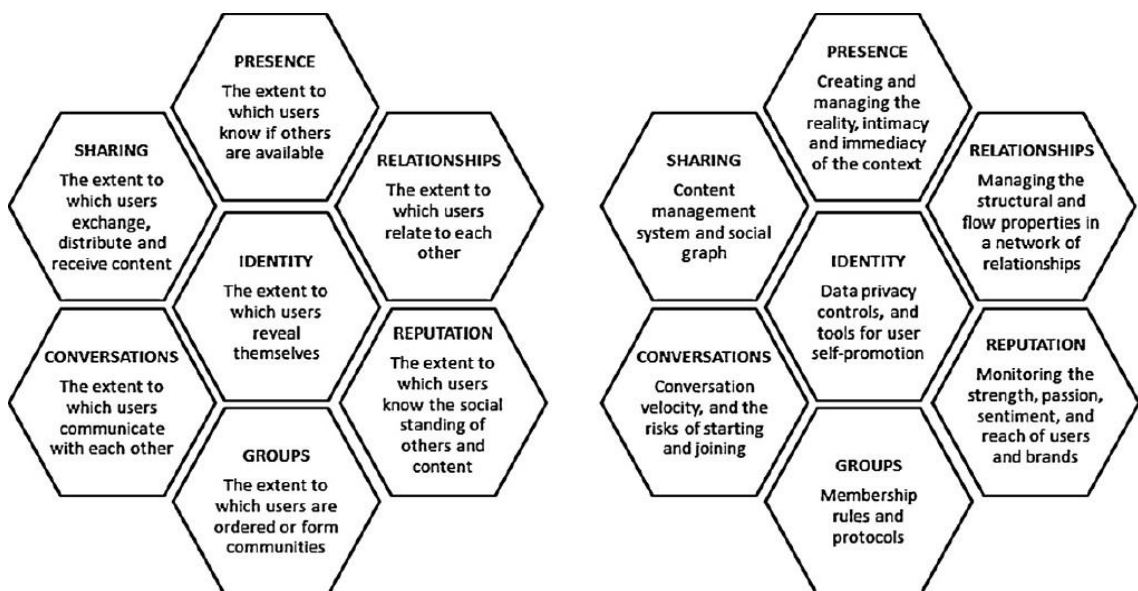 PRESENCE
The extent to
which users
know if others
are available
SHARING
The extent to
which users
exchange,
distribute and
receive content
RELATIONSHIPS
The extent to
which users
relate to each
other
IDENTITY
The extent to
which users
reveal
themselves
CONVERSATIONS
The extent to
which users
communicate
with each other
REPUTATION
The extent to
which users
know the social
standing of
others and
content
GROUPS
The extent to
which users are
ordered or form
communities
PRESENCE
Creating and
managing the
reality, intimacy
and immediacy
of the context
SHARING
Content
management
system and social
graph
RELATIONSHIPS
Managing the
structural and
flow properties in
a network of
relationships
IDENTITY
Data privacy
controls, and
tools for user
self-promotion
CONVERSATIONS
Conversation
velocity, and the
risks of starting
and joining
REPUTATION
Monitoring the
strength, passion,
sentiment, and
reach of users
and brands
GROUPS
Membership
rules and
protocols